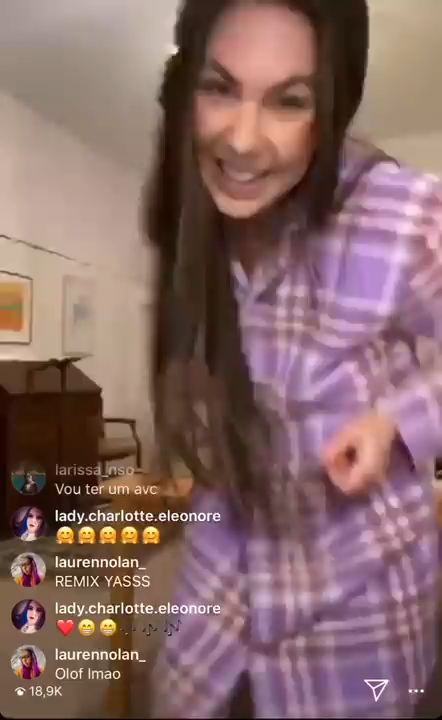 larissa_nso
Vou ter um avc
lady.charlotte.eleonore
🤗🤗🤗🤗🤗
laurennolan_
REMIX YASSS
lady.charlotte.eleonore
❤️😁😁🎶🎶🎶
laurennolan_
Olof lmao
18,9K